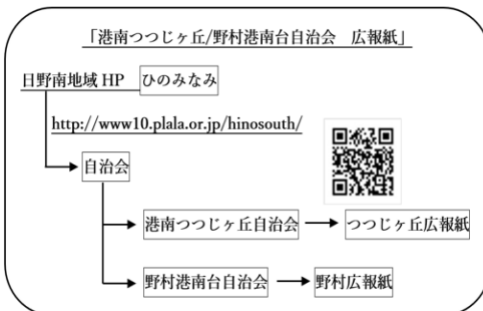 「港南つつじヶ丘/野村港南台自治会　広報紙」
日野南地域 HP　ひのみなみ
http://www10.plala.or.jp/hinosouth/
自治会
港南つつじヶ丘自治会　つつじヶ丘広報紙
野村港南台自治会　野村広報紙